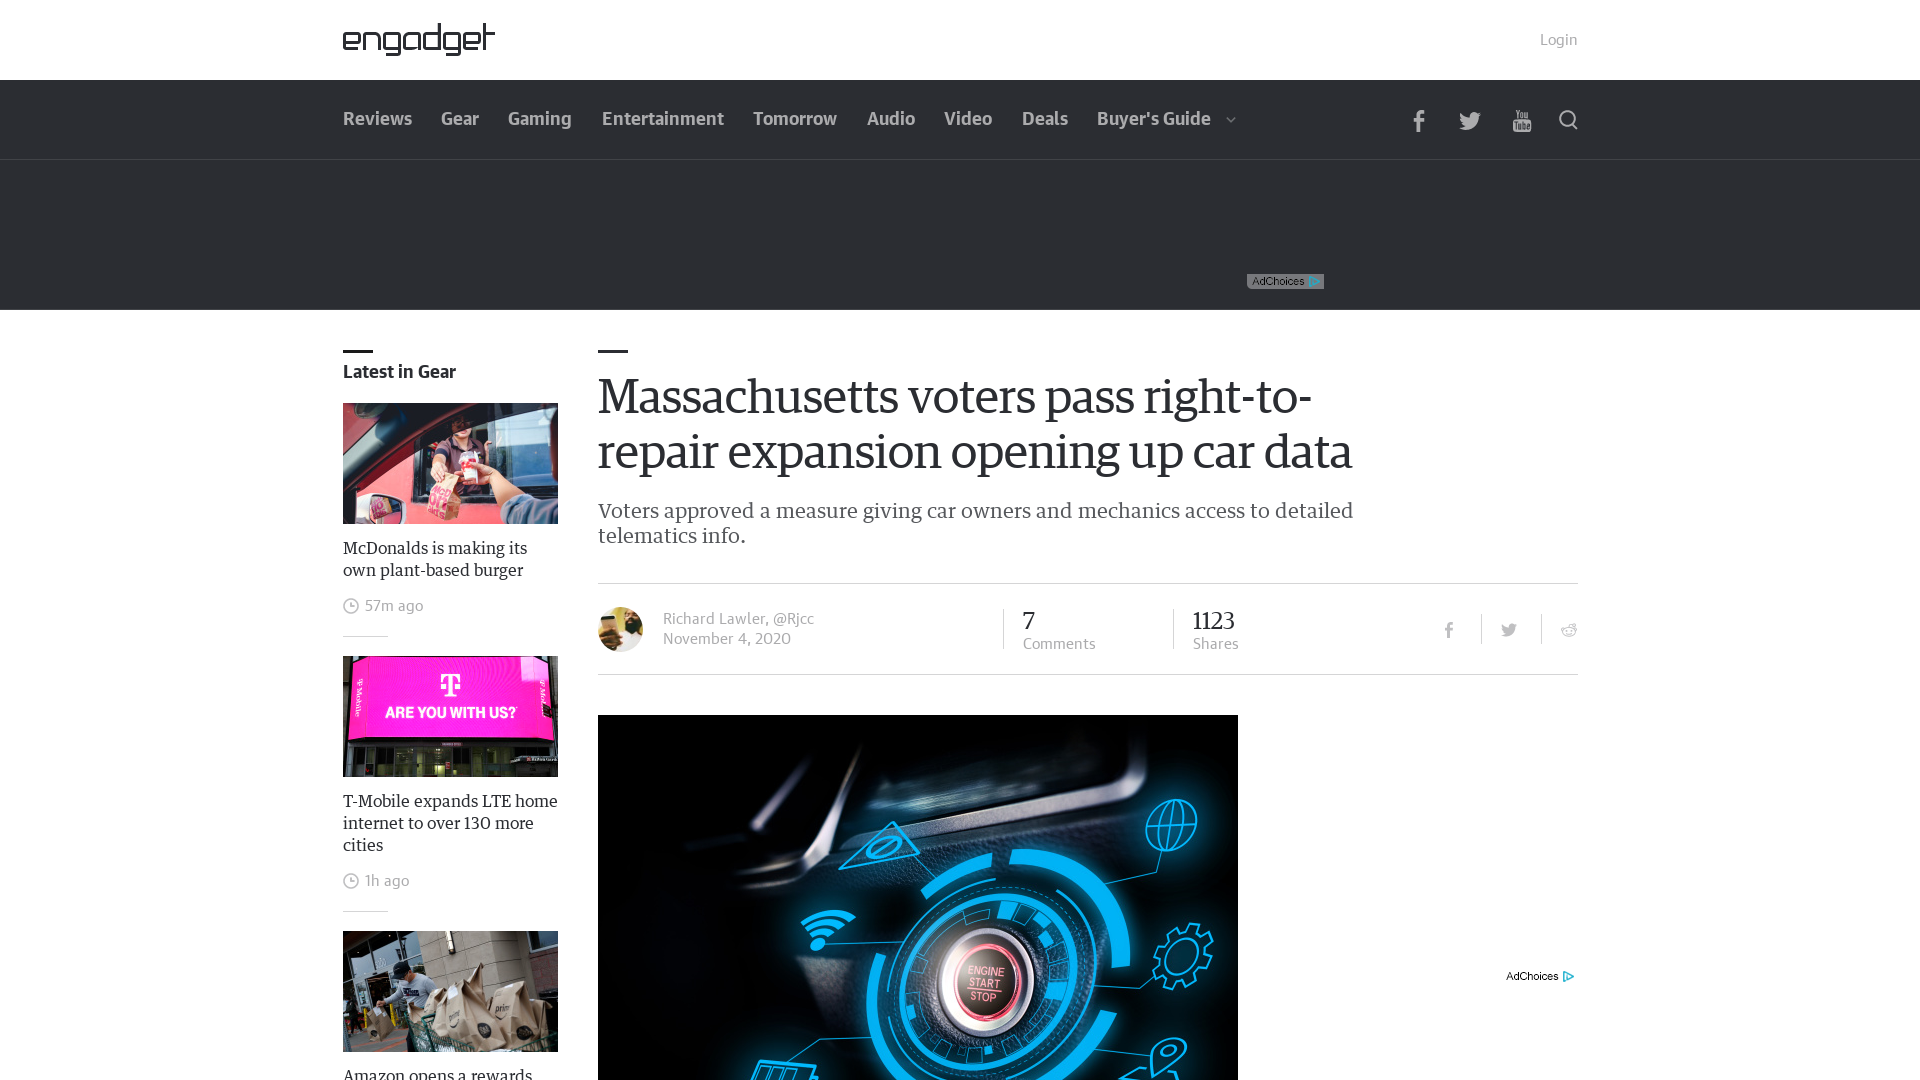 engadget
Login
Reviews Gear Gaming Entertainment Tomorrow Audio Video Deals Buyer's Guide
You
Tube
AdChoices
Latest in Gear
McDonalds is making its
own plant-based burger
57m ago
T
ARE YOU WITH US?
T-Mobile expands LTE home
internet to over 130 more
cities
1h ago
prime
Amazon opens a rewards
Massachusetts voters pass right-to-
repair expansion opening up car data
Voters approved a measure giving car owners and mechanics access to detailed
telematics info.
Richard Lawler, @Rjcc
November 4, 2020
7
Comments
1123
Shares
ENGINE
START
STOP
AdChoices